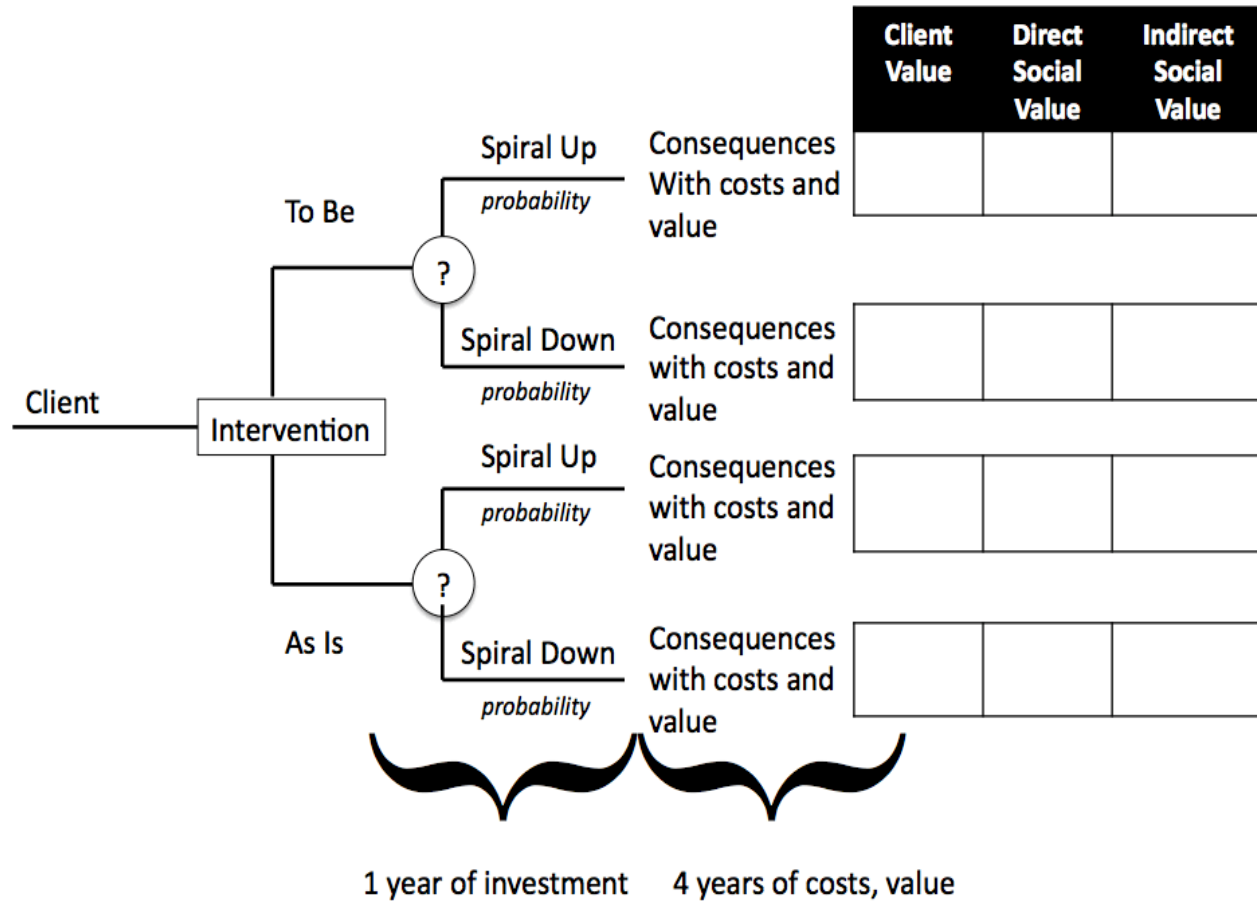 Client
Value
Direct
Social
Value
Indirect
Social
Value
Spiral Up
probability
Consequences
With costs and
value
To Be
?
Spiral Down
probability
Consequences
with costs and
value
Client
Intervention
Spiral Up
probability
Consequences
with costs and
value
?
As Is
Spiral Down
probability
Consequences
with costs and
value
1 year of investment
4 years of costs, value